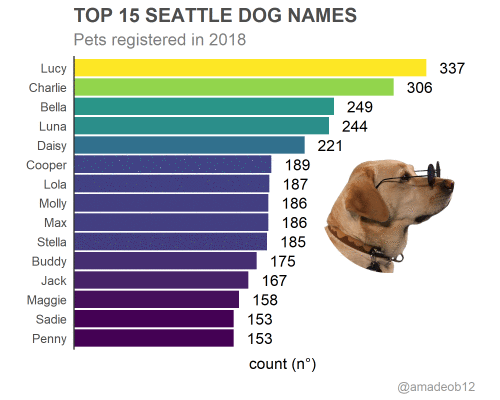 TOP 15 SEATTLE DOG NAMES
Pets registered in 2018
Lucy 337
Charlie 306
Bella 249
Luna 244
Daisy 221
Cooper 189
Lola 187
Molly 186
Max 186
Stella 185
Buddy 175
Jack 167
Maggie 158
Sadie 153
Penny 153
count (n°)
@amadeob12